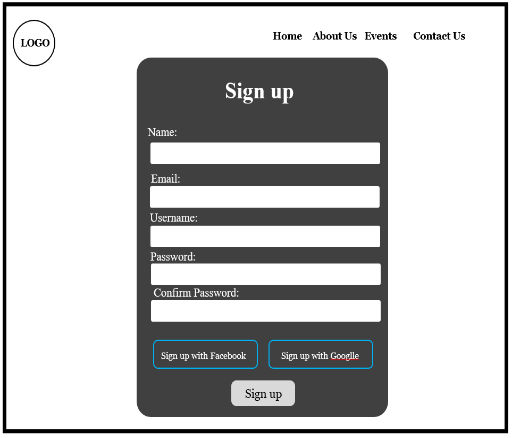 LOGO
Home About Us Events Contact Us
Sign up
Name:
Email:
Username:
Password:
Confirm Password:
Sign up with Facebook Sign up with Googlle
Sign up